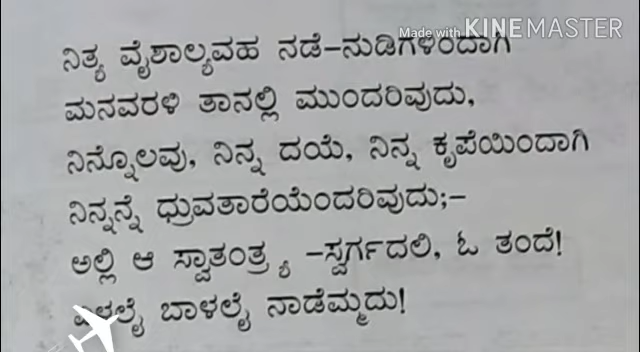 Made with KINEMASTER
ನಿತ್ಯ ವೈಶಾಲ್ಯವಹ ನಡೆ-ನುಡಿಗಳಿಂದಾಗಿ
ಮನವರಳಿ ತಾನಲ್ಲಿ ಮುಂದರಿವುದು,
ನಿನ್ನೊಲವು, ನಿನ್ನ ದಯೆ, ನಿನ್ನ ಕೃಪೆಯಿಂದಾಗಿ
ನಿನ್ನನ್ನೆ ಧ್ರುವತಾರೆಯೆಂದರಿವುದು;-
ಅಲ್ಲಿ ಆ ಸ್ವಾತಂತ್ರ್ಯ -ಸ್ವರ್ಗದಲಿ, ಓ ತಂದೆ!
ಬಾಳಲೈ ನಾಡೆಮ್ಮದು!